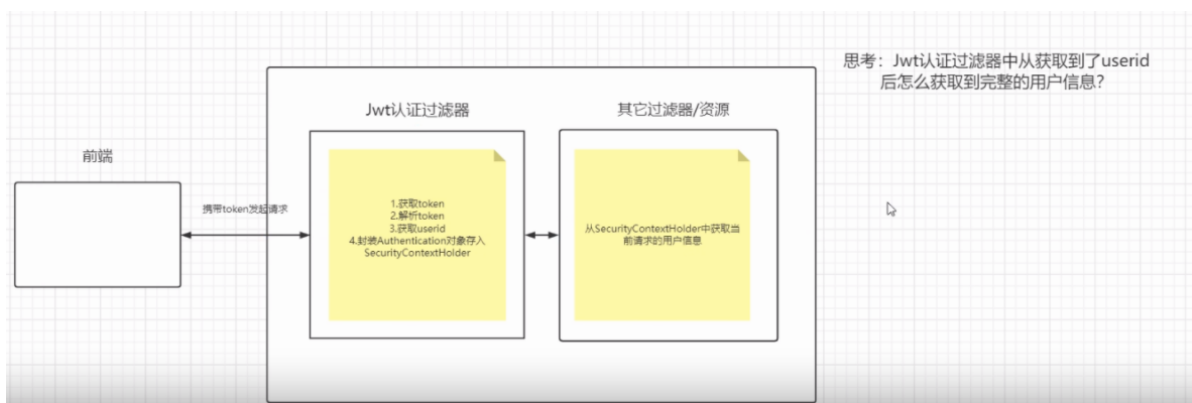 思考：Jwt认证过滤器中从获取到了userid
后怎么获取到完整的用户信息？
Jwt认证过滤器
其它过滤器/资源
前端
携带token发起请求
1.获取token
2.解析token
3.获取userid
4.封装Authentication对象存入
SecurityContextHolder
从SecurityContextHolder中获取当
前请求的用户信息